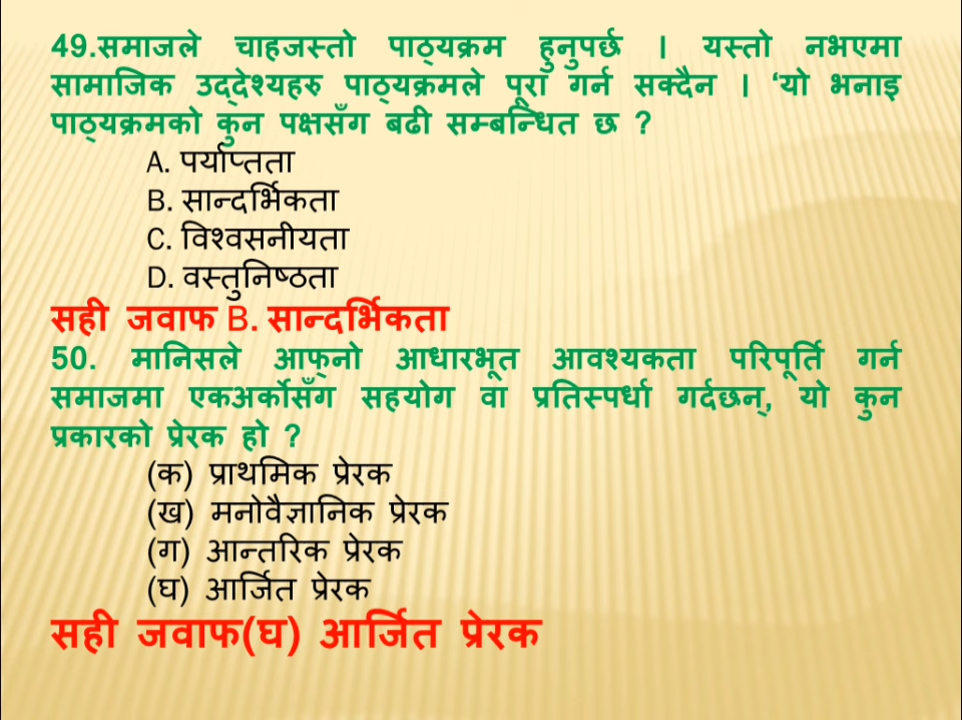 49.समाजले चाहजस्तो पाठ्यक्रम हुनुपर्छ । यस्तो नभएमा
सामाजिक उद्देश्यहरु पाठ्यक्रमले पूरा गर्न सक्दैन । ‘यो भनाइ
पाठ्यक्रमको कुन पक्षसँग बढी सम्बन्धित छ ?
A. पर्याप्तता
B. सान्दर्भिकता
C. विश्वसनीयता
D. वस्तुनिष्ठता
सही जवाफ B. सान्दर्भिकता
50. मानिसले आफ्नो आधारभूत आवश्यकता परिपूर्ति गर्न
समाजमा एकअर्कोसँग सहयोग वा प्रतिस्पर्धा गर्दछन्, यो कुन
प्रकारको प्रेरक हो ?
(क) प्राथमिक प्रेरक
(ख) मनोवैज्ञानिक प्रेरक
(ग) आन्तरिक प्रेरक
(घ) आर्जित प्रेरक
सही जवाफ(घ) आर्जित प्रेरक